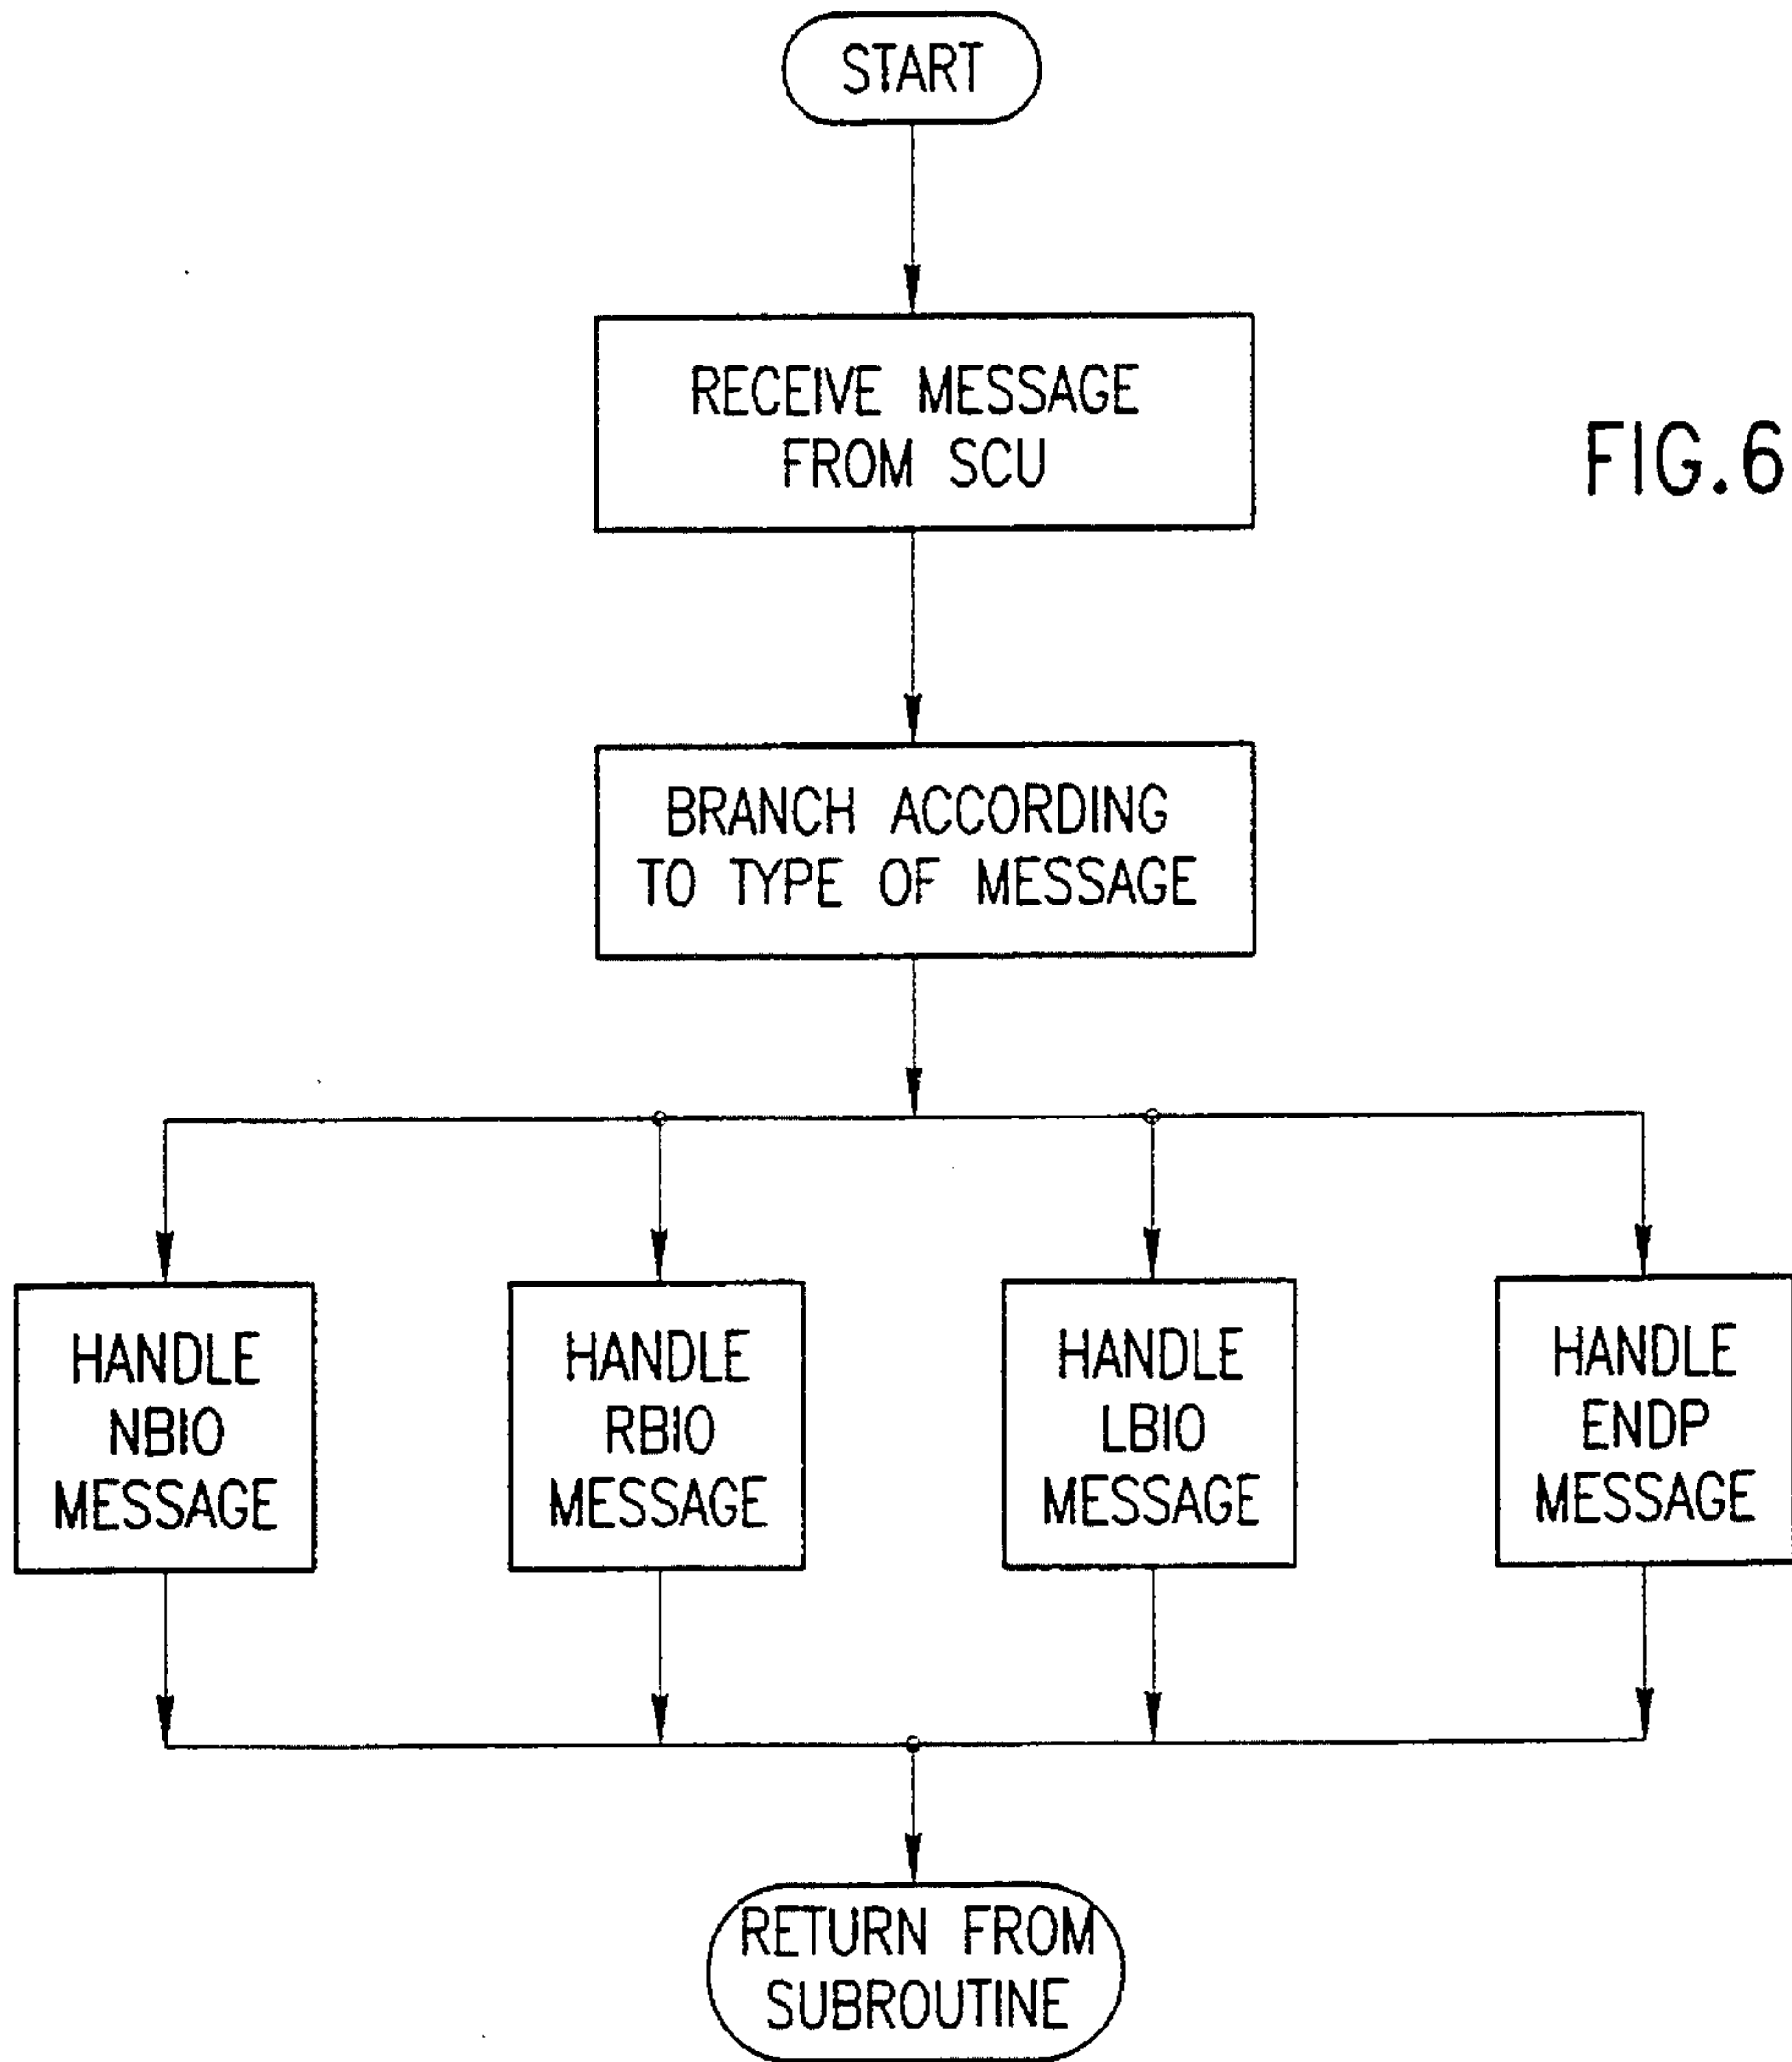 START
RECEIVE MESSAGE
FROM SCU
FIG.6
BRANCH ACCORDING
TO TYPE OF MESSAGE
HANDLE
NBIO
MESSAGE
HANDLE
RBIO
MESSAGE
HANDLE
LBIO
MESSAGE
HANDLE
ENDP
MESSAGE
RETURN FROM
SUBROUTINE